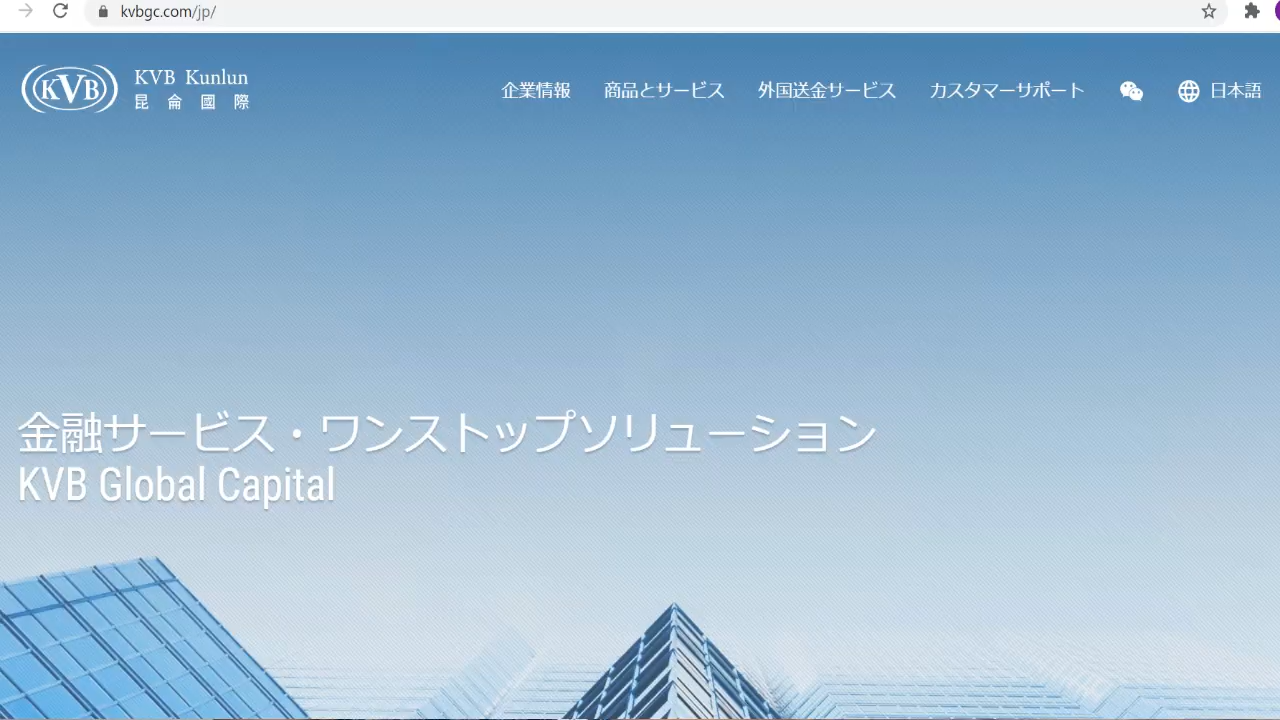 kvbgc.com/jp/
KVB
KVB Kunlun
昆侖國際
企業情報
商品とサービス
外国送金サービス
カスタマーサポート
日本語
金融サービス・ワンストップソリューション
KVB Global Capital